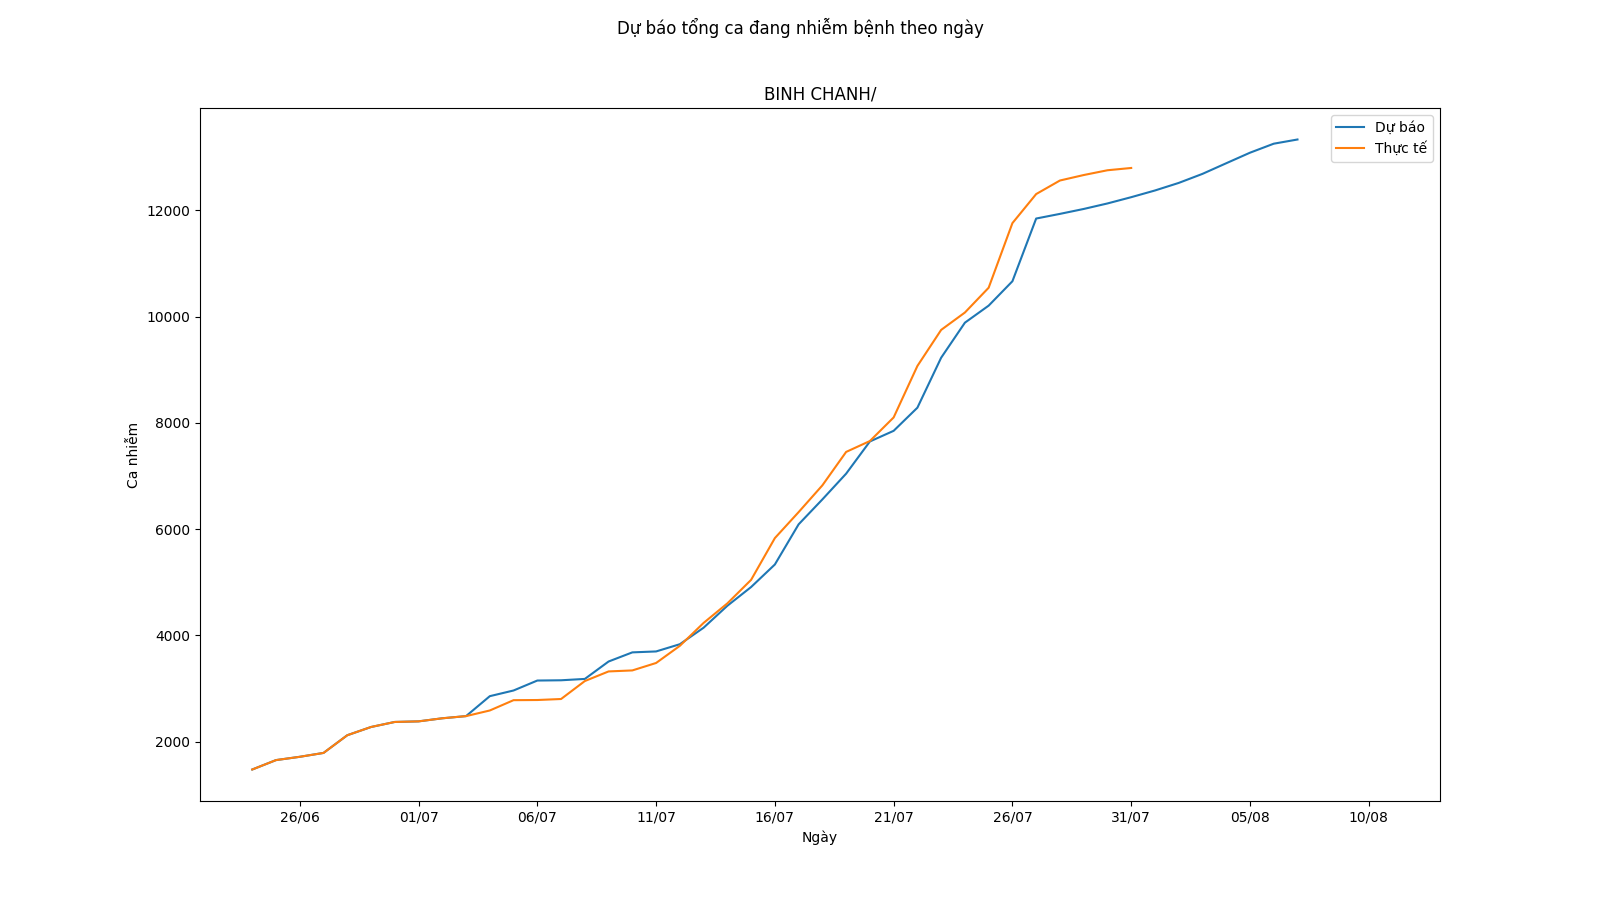 Dự báo tổng ca đang nhiễm bệnh theo ngày
BINH CHANH/
Dự báo
Thực tế
12000
10000
8000
6000
4000
2000
Ca nhiễm
26/06 01/07 06/07 11/07 16/07 21/07 26/07 31/07 05/08 10/08
Ngày